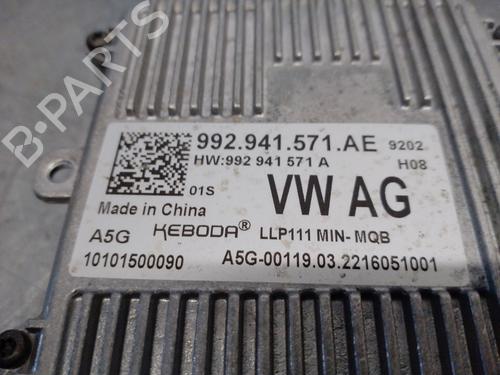 992.941.571.AE 9202
HW:992 941 571 A H08
01S
VW AG
Made in China
A5G KEBODA® LLP111 MIN- MQB
10101500090 A5G-00119.03.2216051001
B-PARTS